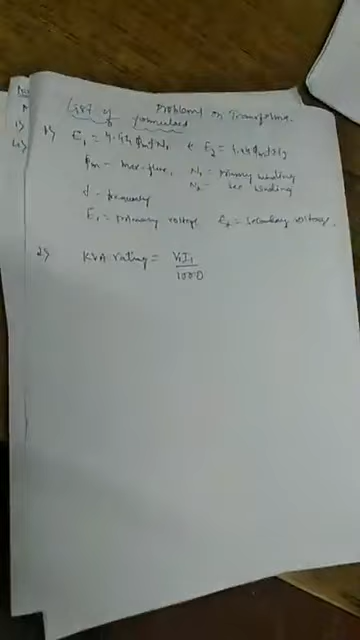 List of formulaes
Problems on Transformer
1) E₁ = 4.44 ϕm f N₁ & E₂ = 4.44 ϕm f N₂
ϕm - max-flux, N₁ = primary winding
N₂ - sec winding
f - frequency
E₁ = primary voltage E₂ = secondary voltage.
2) KVA rating = V₁I₁ / 1000